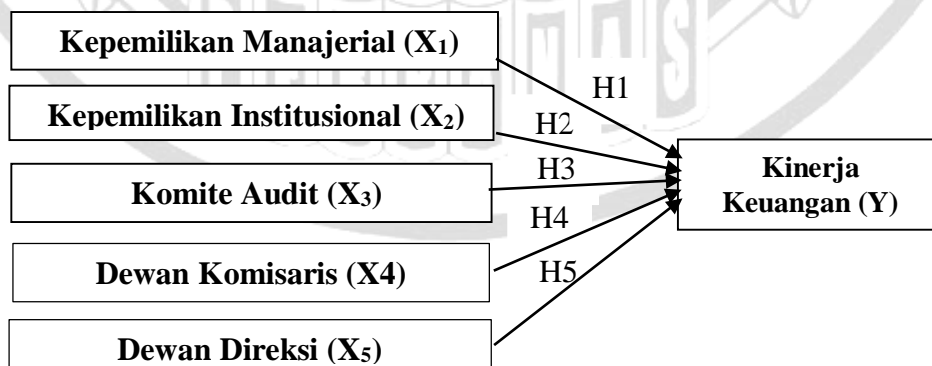 Kepemilikan Manajerial (X₁)
H1
Kepemilikan Institusional (X₂)
H2
Komite Audit (X₃)
H3
Kinerja
Keuangan (Y)
H4
Dewan Komisaris (X4)
H5
Dewan Direksi (X₅)